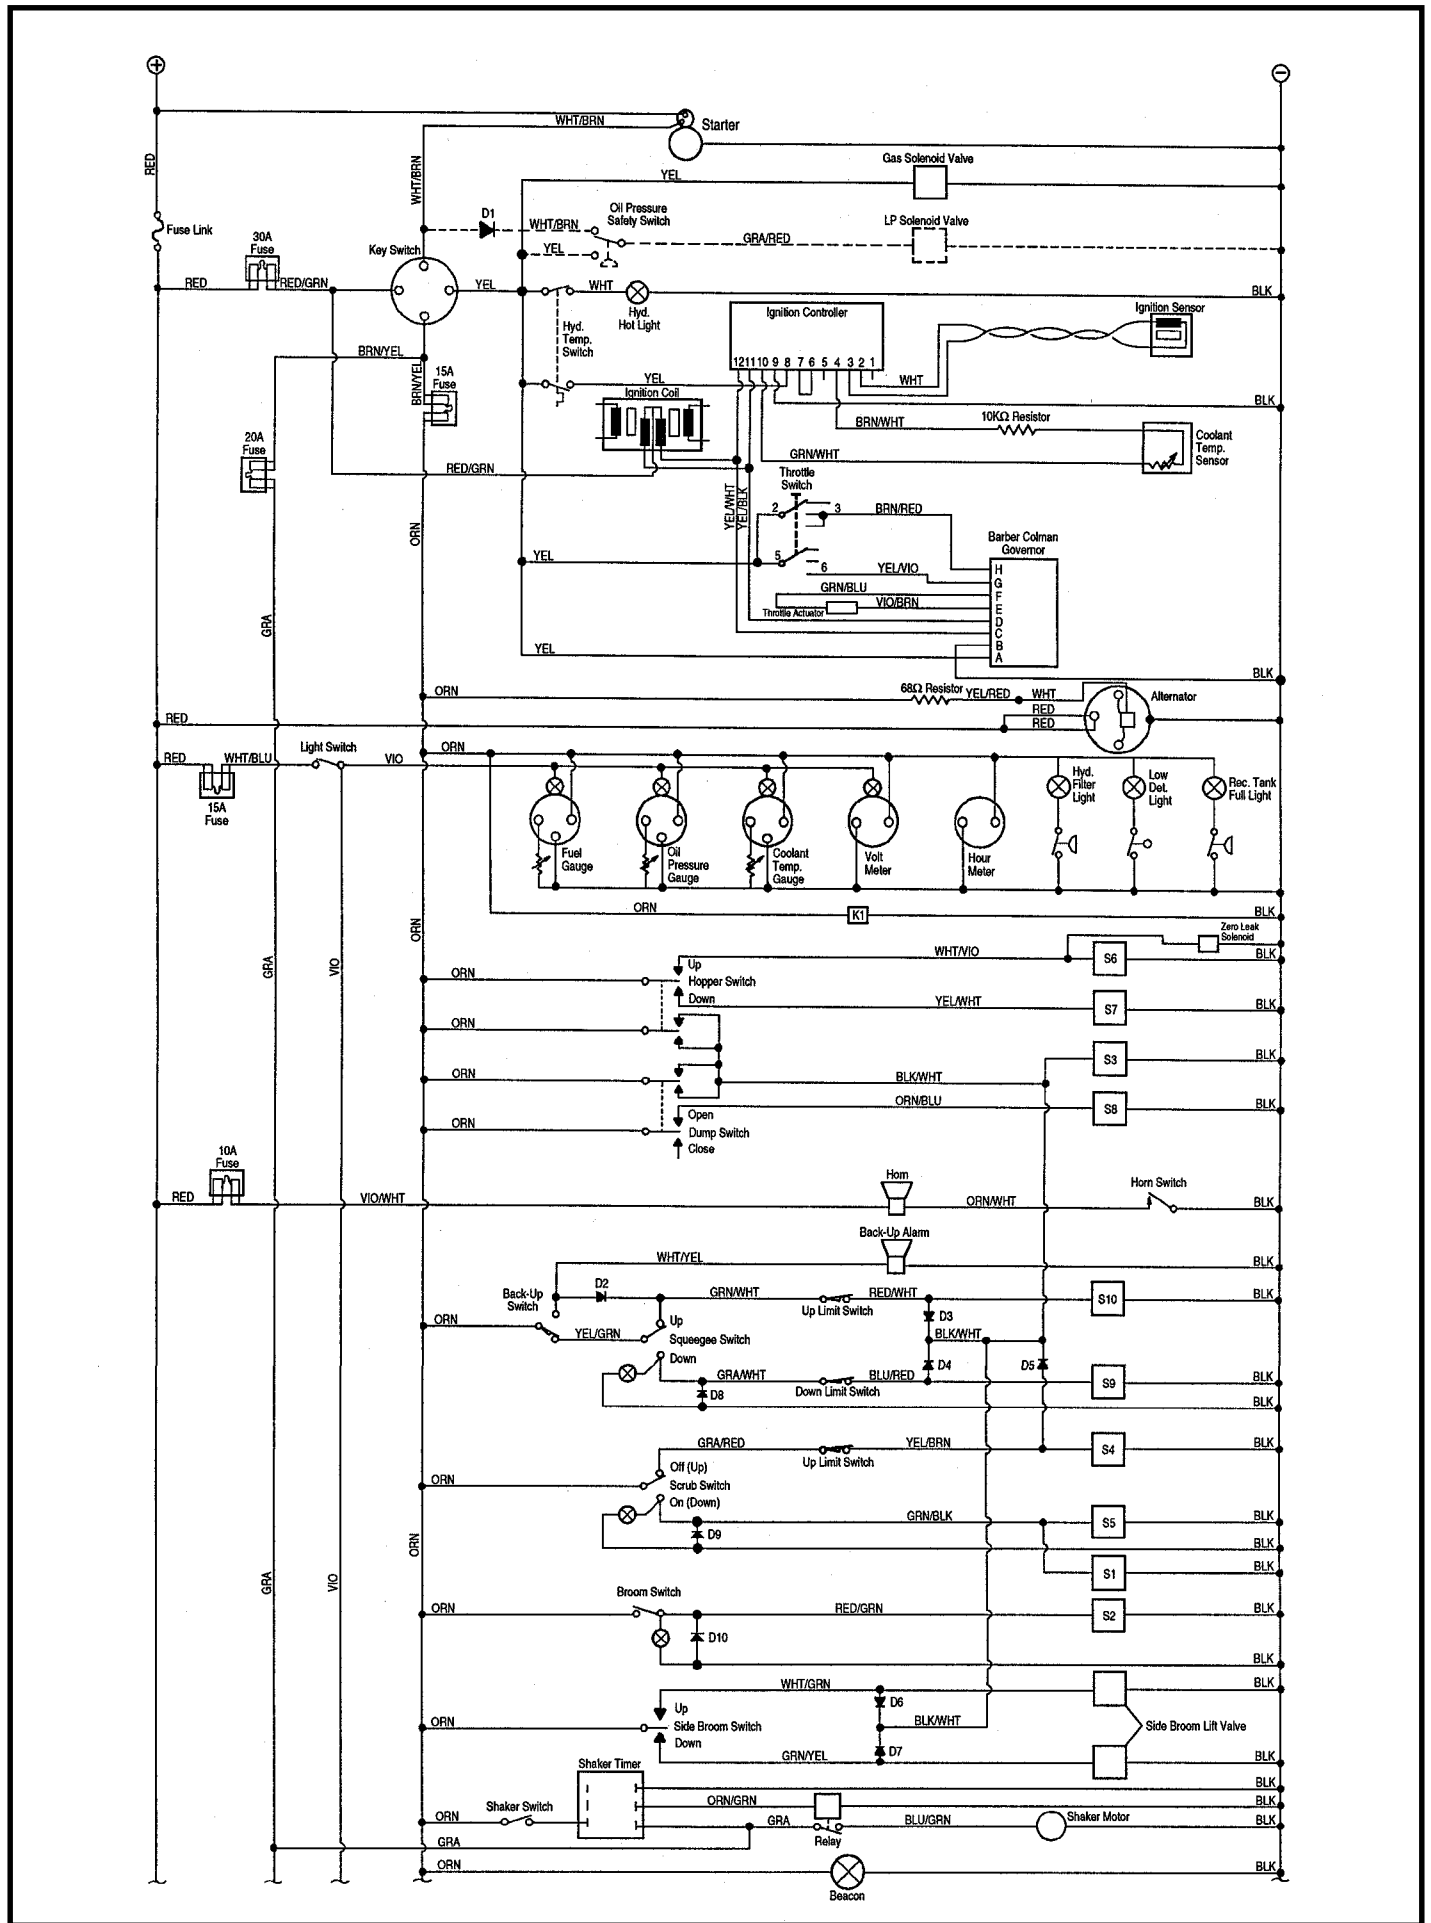 +
−
RED
WHT/BRN
Starter
WHT/BRN
YEL
Gas Solenoid Valve
Fuse Link
30A
Fuse
D1
WHT/BRN
YEL
Oil Pressure
Safety Switch
GRA/RED
LP Solenoid Valve
Key Switch
RED
RED/GRN
YEL
WHT
BLK
Hyd.
Hot Light
Hyd.
Temp.
Switch
Ignition Controller
12 11 10 9 8 7 6 5 4 3 2 1
Ignition Sensor
WHT
BRN/YEL
BRN/YEL
15A
Fuse
YEL
Ignition Coil
BLK
BRN/WHT
10KΩ Resistor
Coolant
Temp.
Sensor
20A
Fuse
GRN/WHT
RED/GRN
Throttle
Switch
YEL/WHT
YEL/BLK
2
3
BRN/RED
ORN
YEL
5
6
YEL/VIO
GRN/BLU
VIO/BRN
Throttle Actuator
Barber Colman
Governor
H
G
F
E
D
C
B
A
GRA
YEL
BLK
ORN
68Ω Resistor
YEL/RED
WHT
RED
RED
Alternator
RED
RED
WHT/BLU
Light Switch
VIO
ORN
15A
Fuse
Fuel
Gauge
Oil
Pressure
Gauge
Coolant
Temp.
Gauge
Volt
Meter
Hour
Meter
Hyd.
Filter
Light
Low
Det.
Light
Rec. Tank
Full Light
ORN
K1
BLK
ORN
GRA
VIO
Zero Leak
Solenoid
WHT/VIO
S6
BLK
ORN
Up
Hopper Switch
Down
YEL/WHT
S7
BLK
ORN
S3
BLK
ORN
BLK/WHT
ORN/BLU
S8
BLK
ORN
Open
Dump Switch
Close
10A
Fuse
RED
VIO/WHT
Horn
ORN/WHT
Horn Switch
BLK
Back-Up Alarm
WHT/YEL
BLK
Back-Up
Switch
D2
GRN/WHT
Up Limit Switch
RED/WHT
S10
BLK
ORN
YEL/GRN
Up
Squeegee Switch
Down
D3
BLK/WHT
D4
D5
GRA/WHT
D8
Down Limit Switch
BLU/RED
S9
BLK
BLK
GRA/RED
Up Limit Switch
YEL/BRN
S4
BLK
ORN
Off (Up)
Scrub Switch
On (Down)
GRN/BLK
D9
S5
BLK
BLK
ORN
GRA
VIO
S1
BLK
Broom Switch
ORN
RED/GRN
S2
BLK
D10
BLK
WHT/GRN
BLK
D6
ORN
Up
Side Broom Switch
Down
BLK/WHT
Side Broom Lift Valve
D7
GRN/YEL
BLK
Shaker Timer
BLK
ORN/GRN
BLK
ORN
Shaker Switch
GRA
Relay
BLU/GRN
Shaker Motor
BLK
GRA
ORN
BLK
Beacon